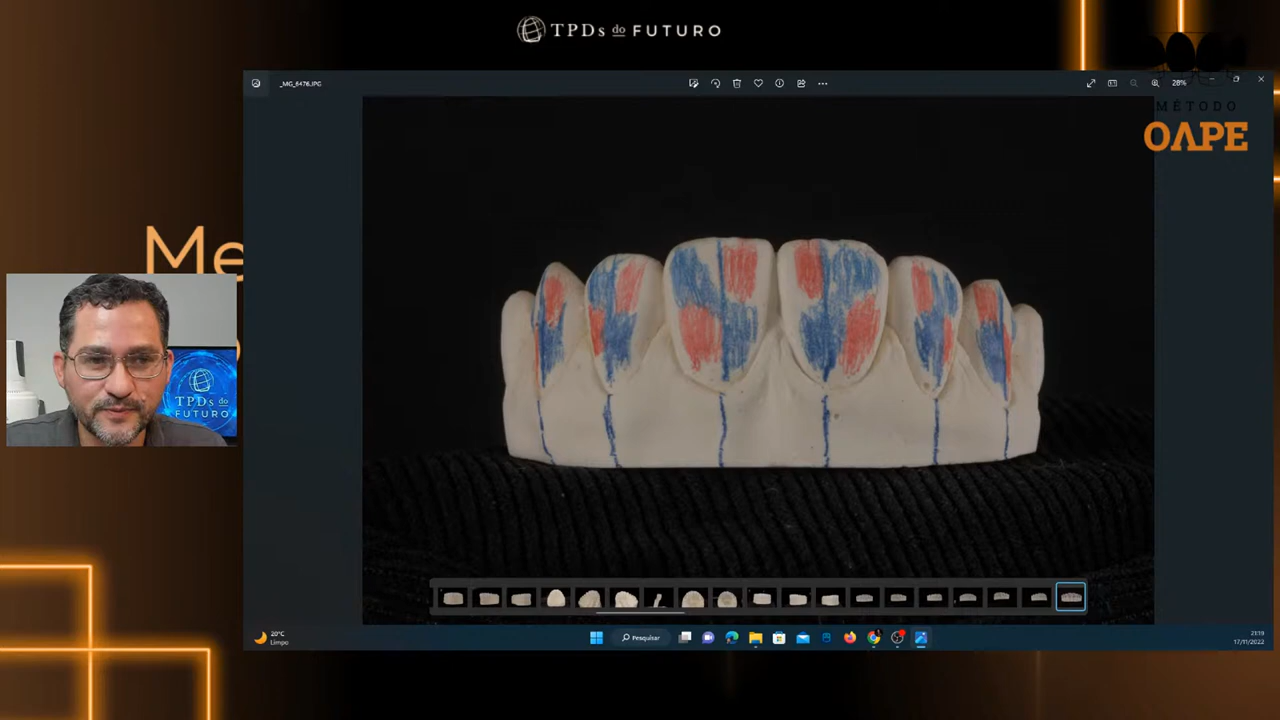 TPDs do FUTURO
_MG_6476.JPG
28%
MÉTODO
OAPE
Me
TPDs do
FUTURO
20°C
Limpo
Pesquisar
21:19
17/11/2022